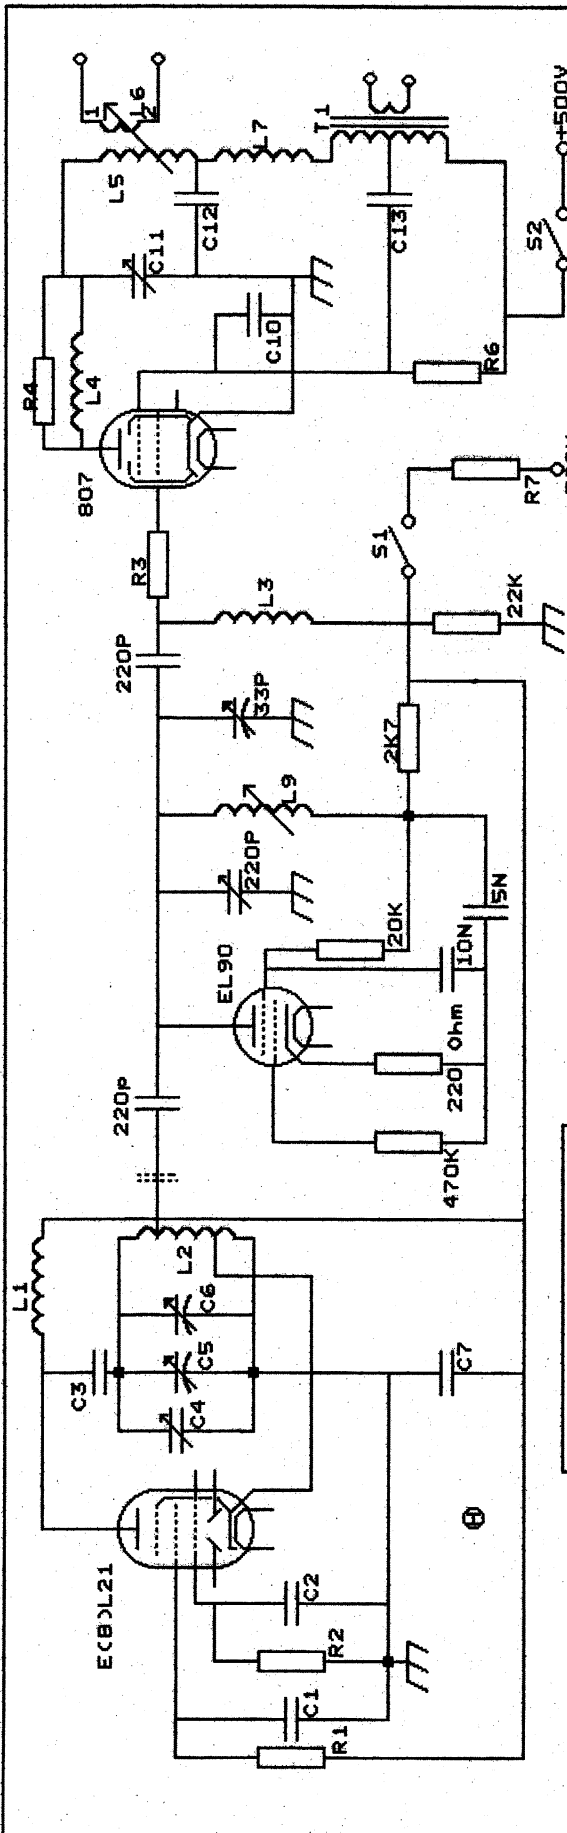 E(B)L21
R1
C1
R2
C2
L1
C3
C4
C5
C6
L2
C7
H
220p
470K
220 Ohm
10N
5N
EL90
20K
220P
L9
33P
2K7
220P
L3
22K
R3
S1
R7
807
R4
L4
C10
R6
C11
C12
C13
L5
1
L6
2
L7
T1
S2
+500V